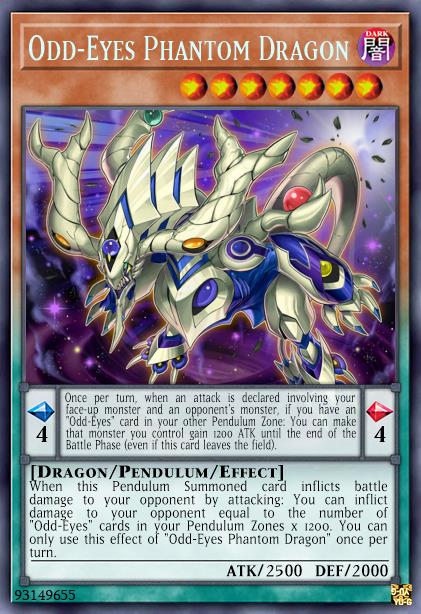 Odd-Eyes Phantom Dragon
DARK
闇
Once per turn, when an attack is declared involving your
face-up monster and an opponent's monster, if you have an
"Odd-Eyes" card in your other Pendulum Zone: You can make
that monster you control gain 1200 ATK until the end of the
Battle Phase (even if this card leaves the field).
4
4
[Dragon/Pendulum/Effect]
When this Pendulum Summoned card inflicts battle
damage to your opponent by attacking: You can inflict
damage to your opponent equal to the number of
"Odd-Eyes" cards in your Pendulum Zones x 1200. You can
only use this effect of "Odd-Eyes Phantom Dragon" once per
turn.
ATK/2500 DEF/2000
93149655